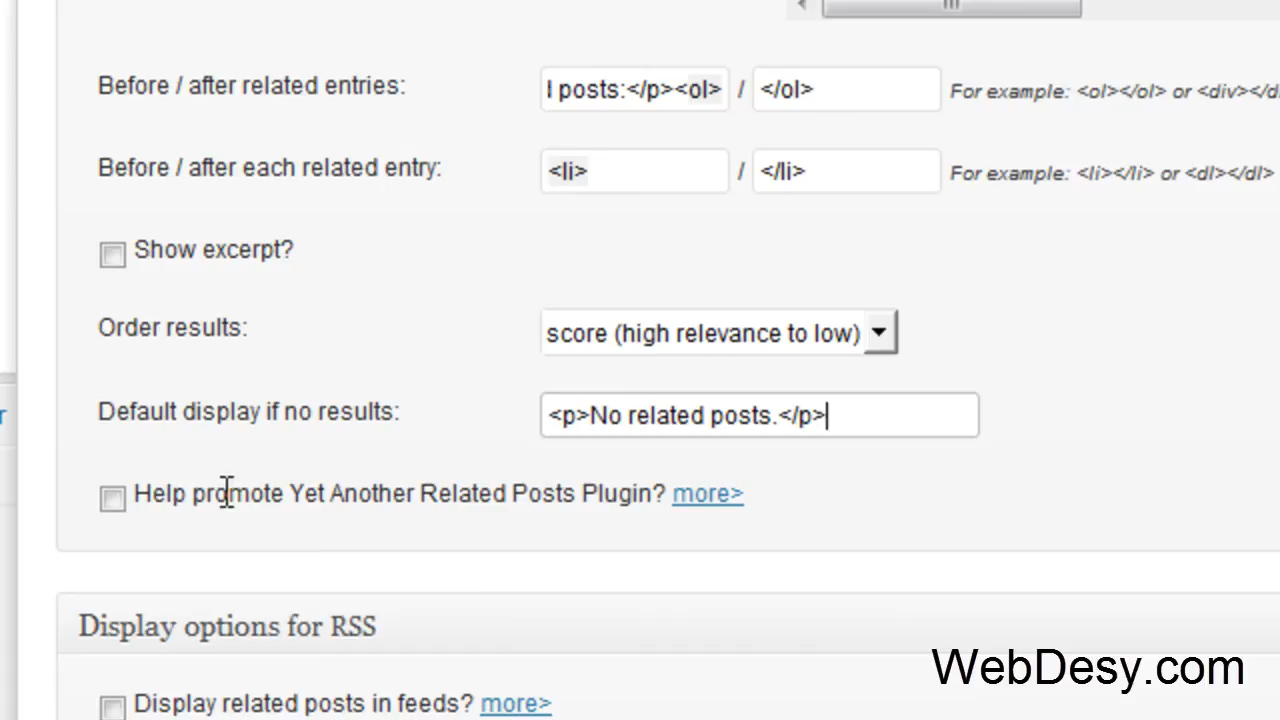 Before / after related entries: l posts:</p><ol> / </ol> For example: <ol></ol> or <div></di
Before / after each related entry: <li> / </li> For example: <li></li> or <dl></dl>
Show excerpt?
Order results: score (high relevance to low)
Default display if no results: <p>No related posts.</p>
Help promote Yet Another Related Posts Plugin? more>
Display options for RSS
WebDesy.com
Display related posts in feeds? more>